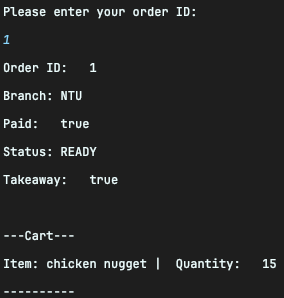 Please enter your order ID:
1
Order ID:   1
Branch: NTU
Paid:   true
Status: READY
Takeaway:   true
---Cart---
Item: chicken nugget |  Quantity:   15
----------